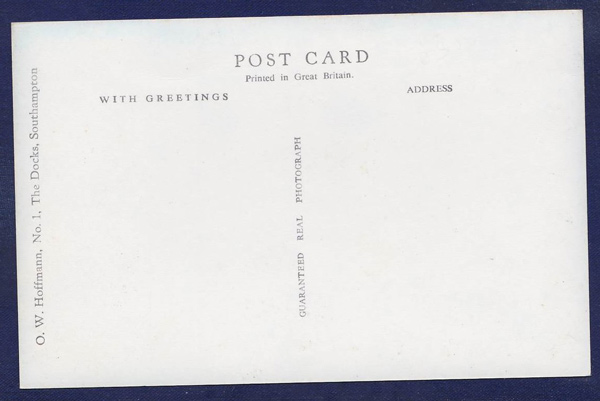 POST CARD
Printed in Great Britain.
WITH GREETINGS
ADDRESS
GUARANTEED REAL PHOTOGRAPH
O. W. Hoffmann, No. 1, The Docks, Southampton